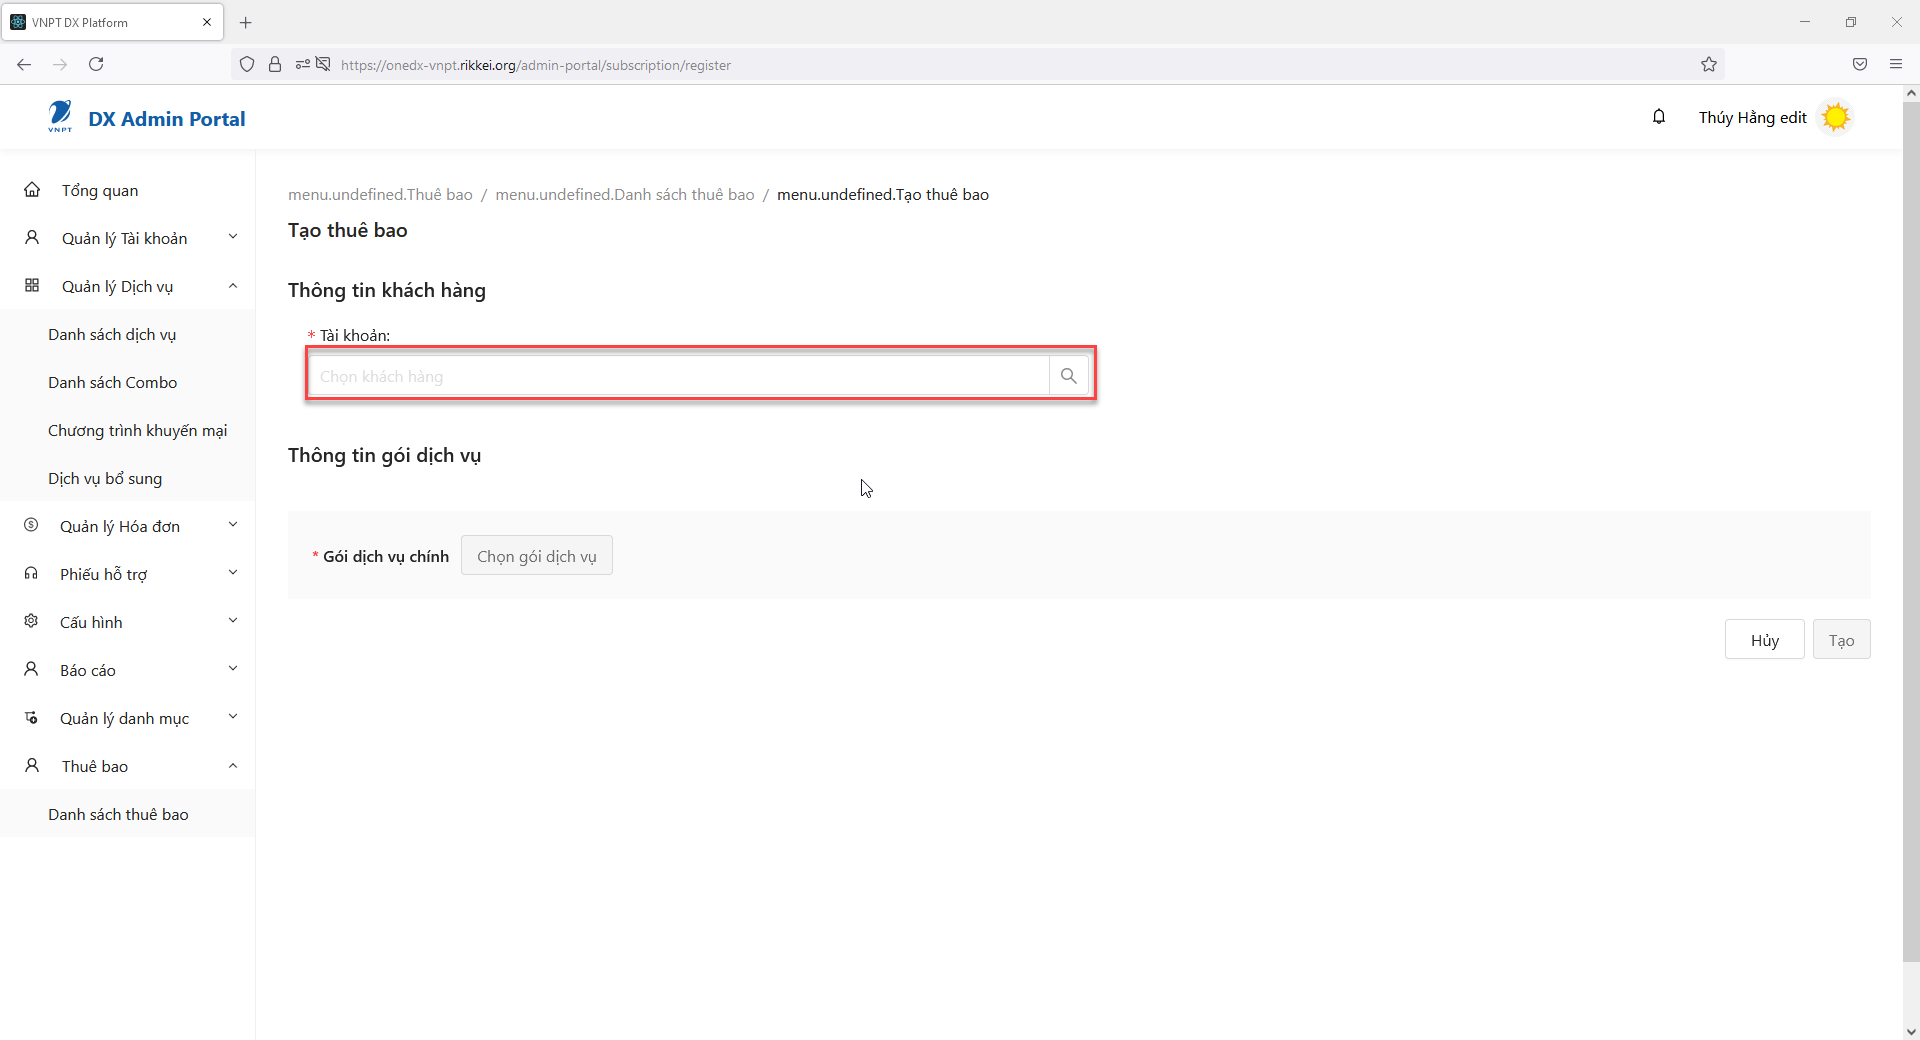 VNPT DX Platform
https://onedx-vnpt.rikkei.org/admin-portal/subscription/register
VNPT
DX Admin Portal
Thúy Hằng edit
Tổng quan
Quản lý Tài khoản
Quản lý Dịch vụ
Danh sách dịch vụ
Danh sách Combo
Chương trình khuyến mại
Dịch vụ bổ sung
Quản lý Hóa đơn
Phiếu hỗ trợ
Cấu hình
Báo cáo
Quản lý danh mục
Thuê bao
Danh sách thuê bao
menu.undefined.Thuê bao / menu.undefined.Danh sách thuê bao / menu.undefined.Tạo thuê bao
Tạo thuê bao
Thông tin khách hàng
* Tài khoản:
Chọn khách hàng
Thông tin gói dịch vụ
* Gói dịch vụ chính
Chọn gói dịch vụ
Hủy
Tạo